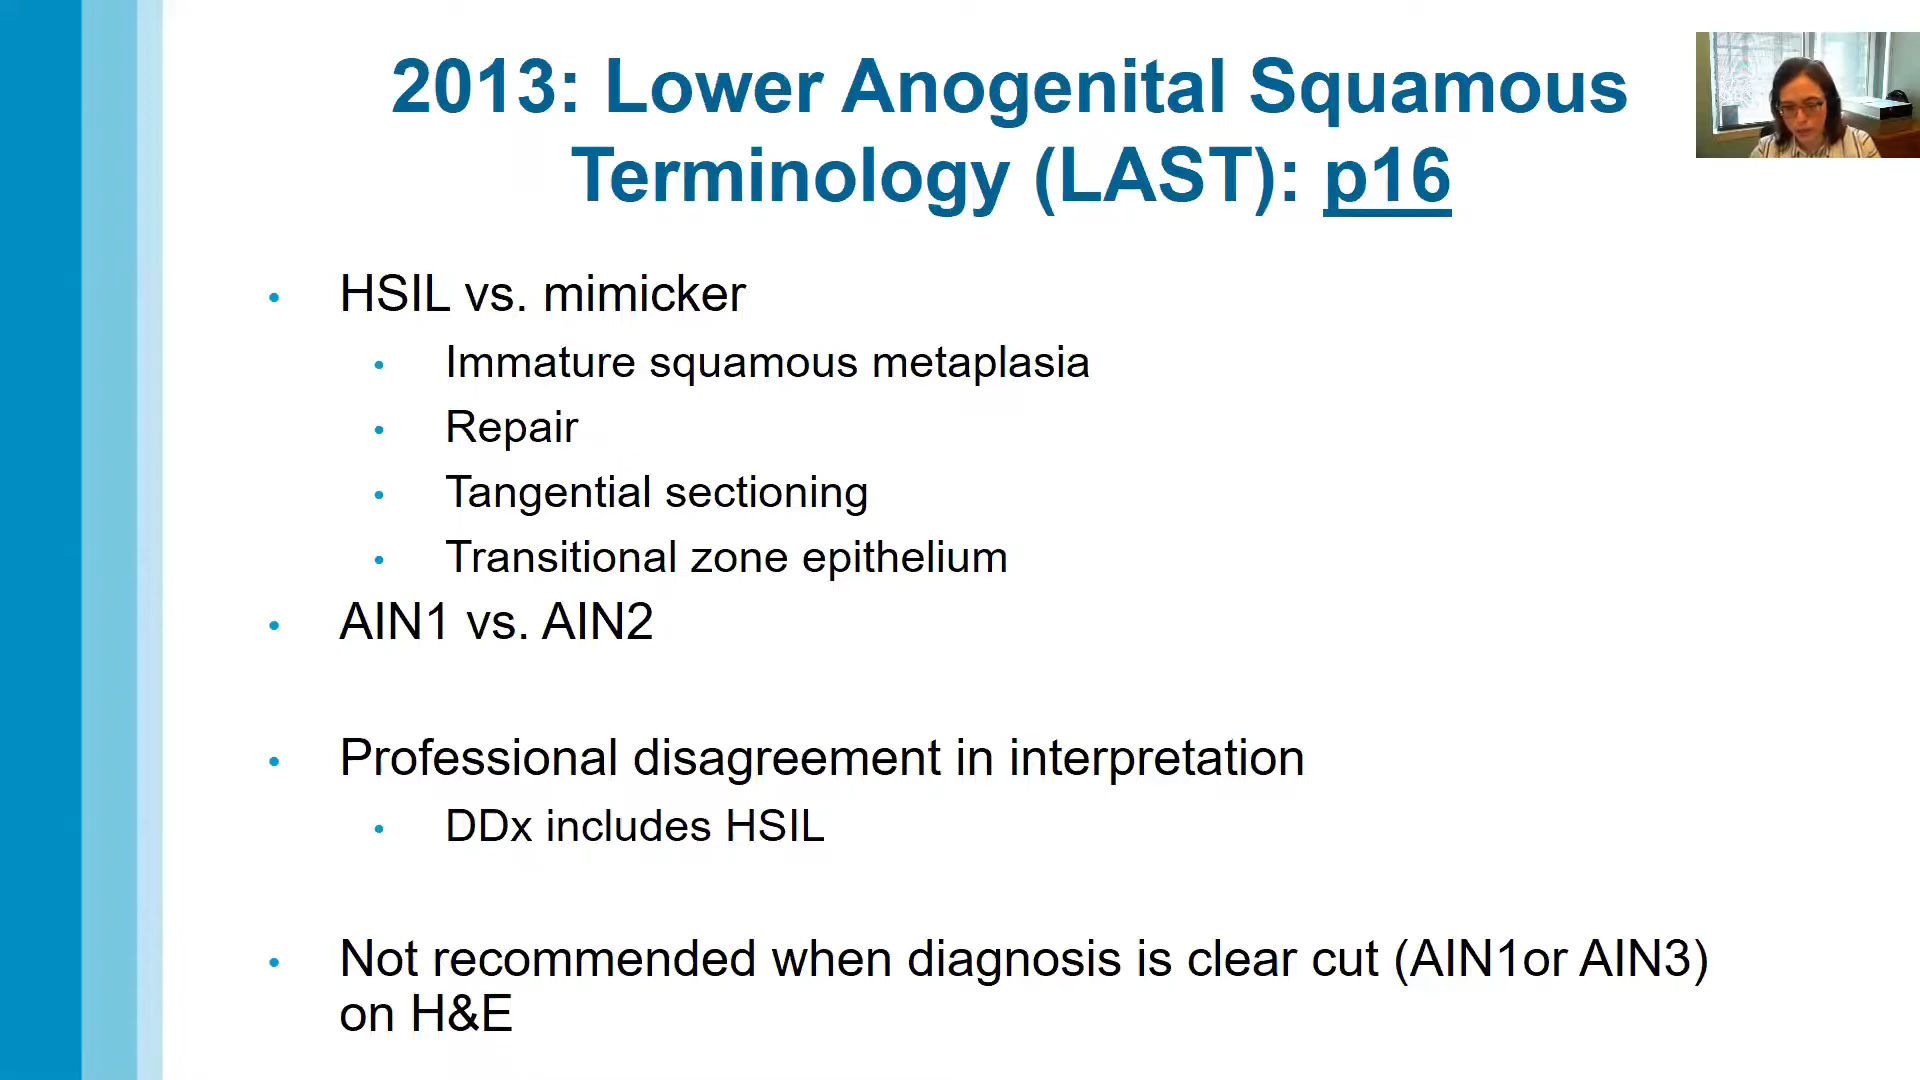 2013: Lower Anogenital Squamous
Terminology (LAST): p16
• HSIL vs. mimicker
• Immature squamous metaplasia
• Repair
• Tangential sectioning
• Transitional zone epithelium
• AIN1 vs. AIN2
• Professional disagreement in interpretation
• DDx includes HSIL
• Not recommended when diagnosis is clear cut (AIN1or AIN3)
on H&E